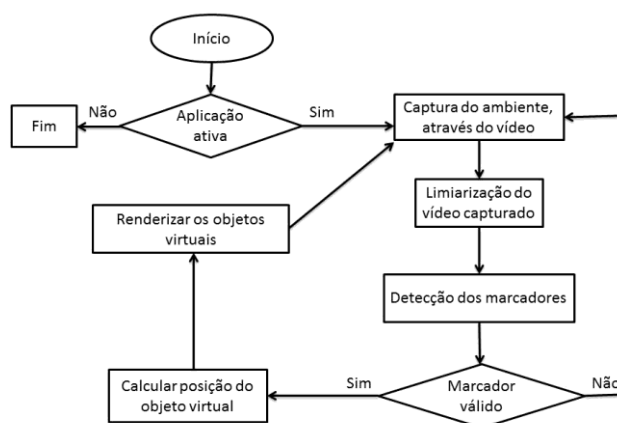 Início
Não
Aplicação
ativa
Sim
Captura do ambiente,
através do vídeo
Fim
Limiarização do
vídeo capturado
Renderizar os objetos
virtuais
Detecção dos marcadores
Calcular posição do
objeto virtual
Sim
Marcador
válido
Não